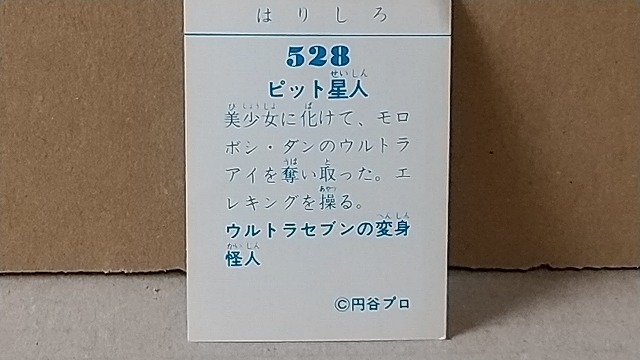 はりしろ
528
ピット星人
美少女に化けて、モロ
ボシ・ダンのウルトラ
アイを奪い取った。エ
レキングを操る。
ウルトラセブンの変身
怪人
©円谷プロ